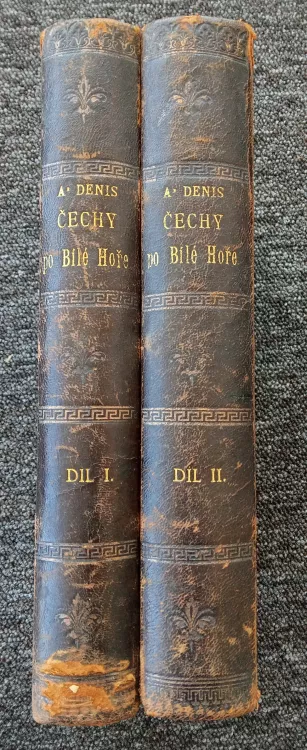 A. DENIS
ČECHY
po Bílé Hoře
DÍL I.
A. DENIS
ČECHY
po Bílé Hoře
DÍL II.